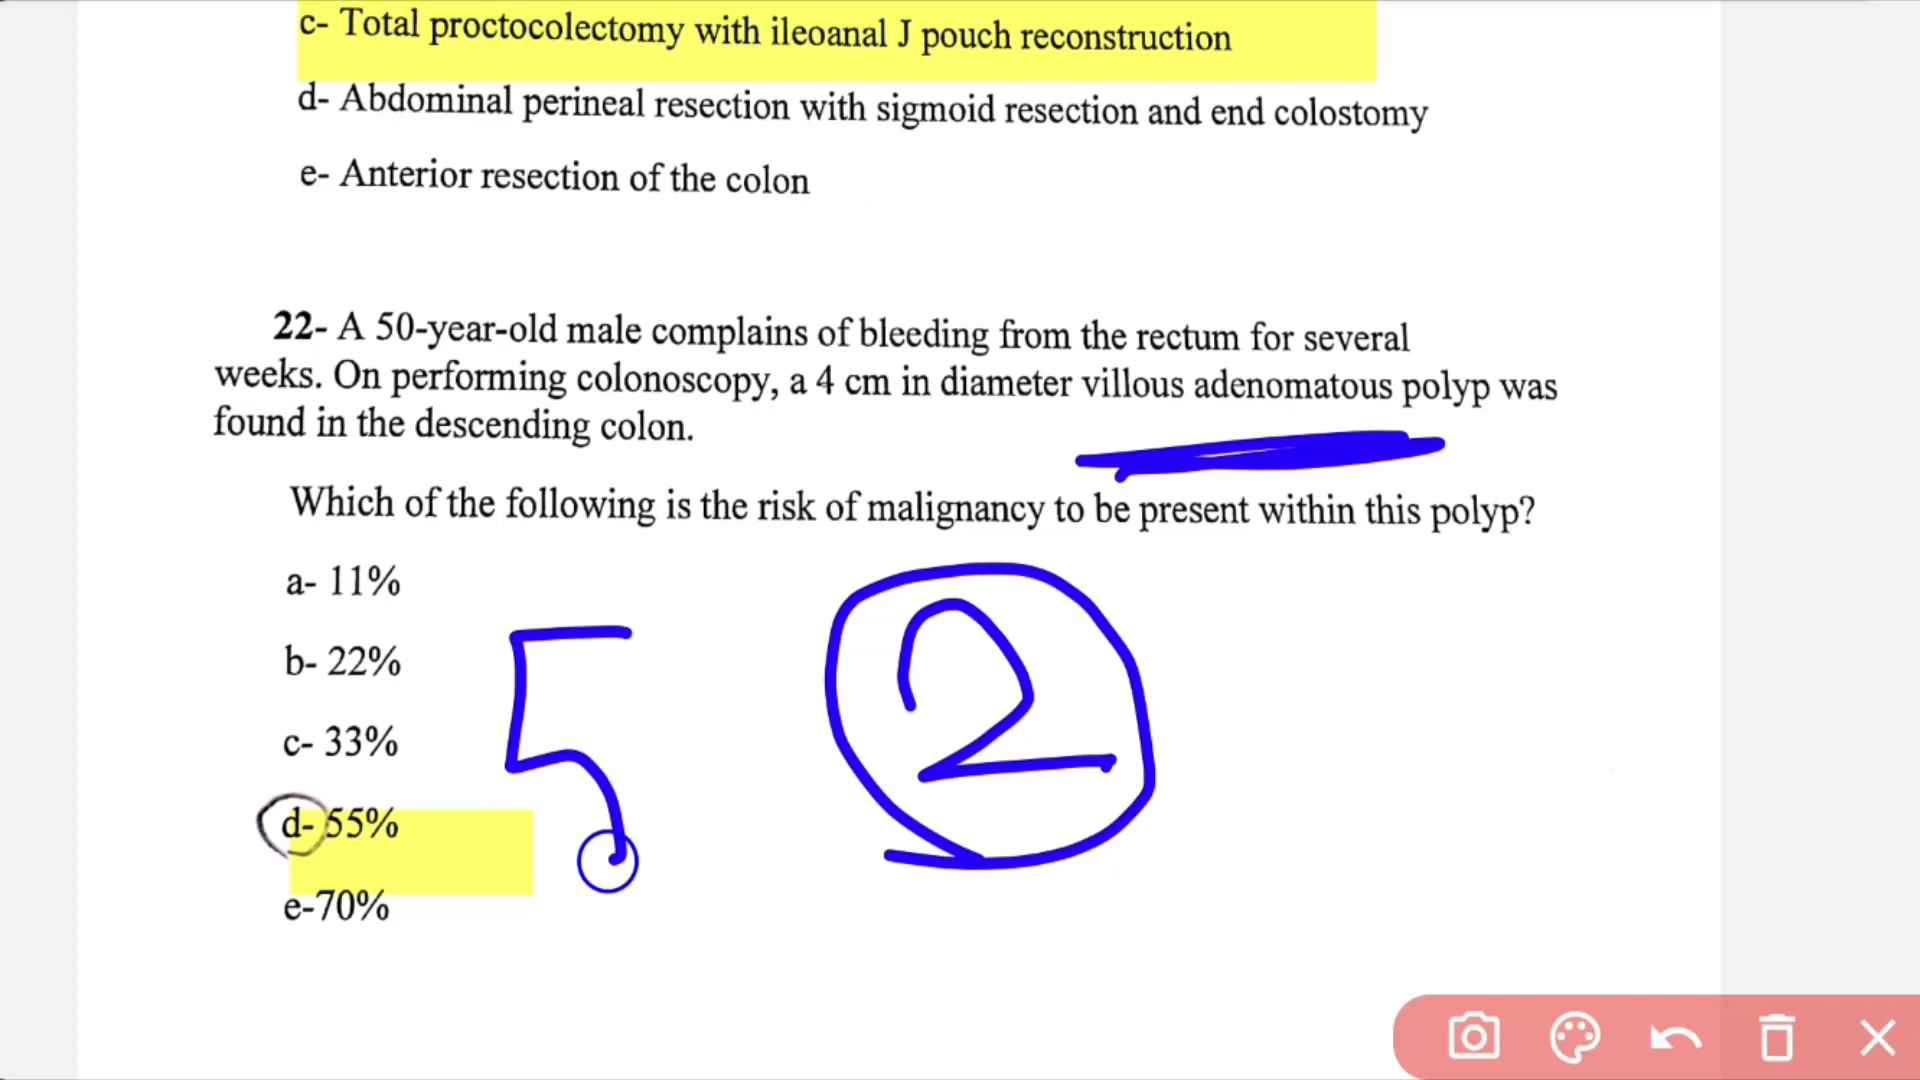 c- Total proctocolectomy with ileoanal J pouch reconstruction
d- Abdominal perineal resection with sigmoid resection and end colostomy
e- Anterior resection of the colon
22- A 50-year-old male complains of bleeding from the rectum for several
weeks. On performing colonoscopy, a 4 cm in diameter villous adenomatous polyp was
found in the descending colon.
Which of the following is the risk of malignancy to be present within this polyp?
a- 11%
b- 22%
c- 33%
d- 55%
e-70%
5
2